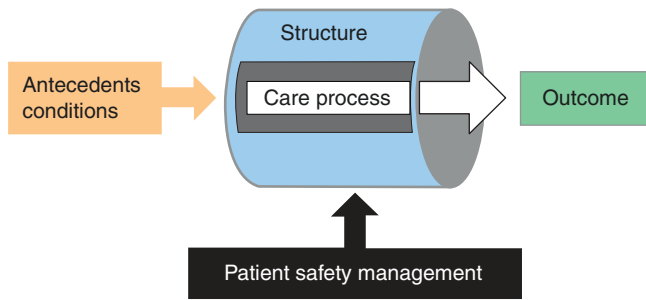 Structure
Antecedents
conditions
Care process
Outcome
Patient safety management